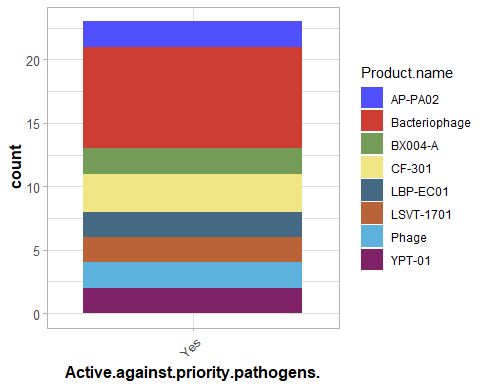 20
15
10
5
0
count
Yes
Active.against.priority.pathogens.
Product.name
AP-PA02
Bacteriophage
BX004-A
CF-301
LBP-EC01
LSVT-1701
Phage
YPT-01